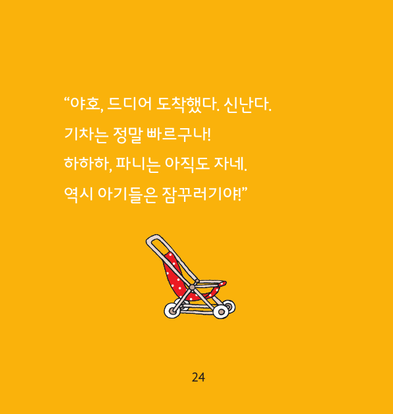 “야호, 드디어 도착했다. 신난다.
기차는 정말 빠르구나!
하하하, 파니는 아직도 자네.
역시 아기들은 잠꾸러기야!”
24